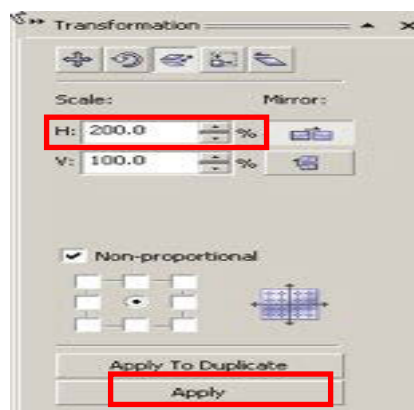 Transformation
Scale: Mirror:
H: 200.0 %
V: 100.0 %
Non-proportional
Apply To Duplicate
Apply